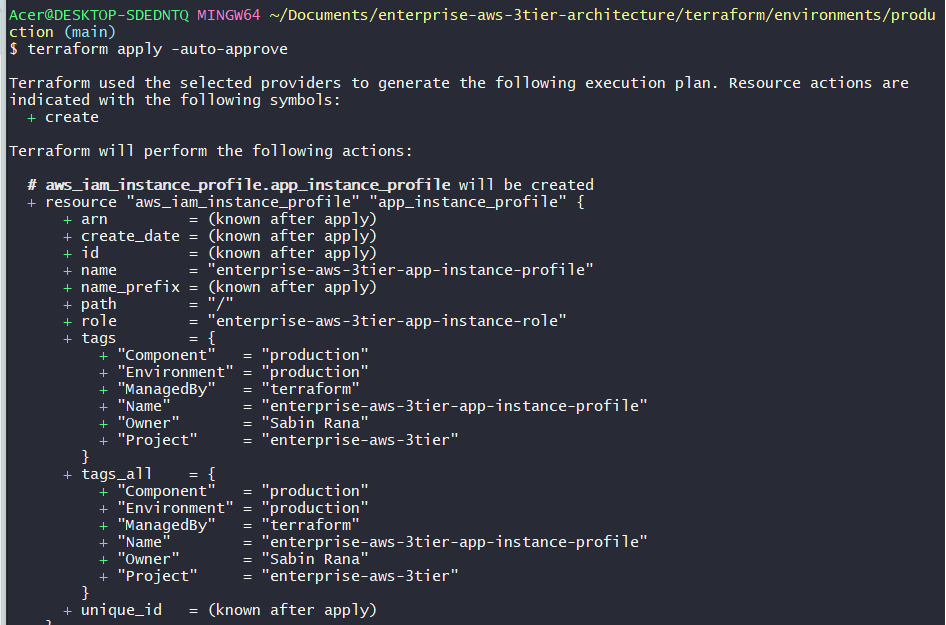 Acer@DESKTOP-SDEDNTQ MINGW64 ~/Documents/enterprise-aws-3tier-architecture/terraform/environments/produ
ction (main)
$ terraform apply -auto-approve

Terraform used the selected providers to generate the following execution plan. Resource actions are
indicated with the following symbols:
  + create

Terraform will perform the following actions:

  # aws_iam_instance_profile.app_instance_profile will be created
  + resource "aws_iam_instance_profile" "app_instance_profile" {
      + arn         = (known after apply)
      + create_date = (known after apply)
      + id          = (known after apply)
      + name        = "enterprise-aws-3tier-app-instance-profile"
      + name_prefix = (known after apply)
      + path        = "/"
      + role        = "enterprise-aws-3tier-app-instance-role"
      + tags        = {
          + "Component"   = "production"
          + "Environment" = "production"
          + "ManagedBy"   = "terraform"
          + "Name"        = "enterprise-aws-3tier-app-instance-profile"
          + "Owner"       = "Sabin Rana"
          + "Project"     = "enterprise-aws-3tier"
        }
      + tags_all    = {
          + "Component"   = "production"
          + "Environment" = "production"
          + "ManagedBy"   = "terraform"
          + "Name"        = "enterprise-aws-3tier-app-instance-profile"
          + "Owner"       = "Sabin Rana"
          + "Project"     = "enterprise-aws-3tier"
        }
      + unique_id   = (known after apply)
    }